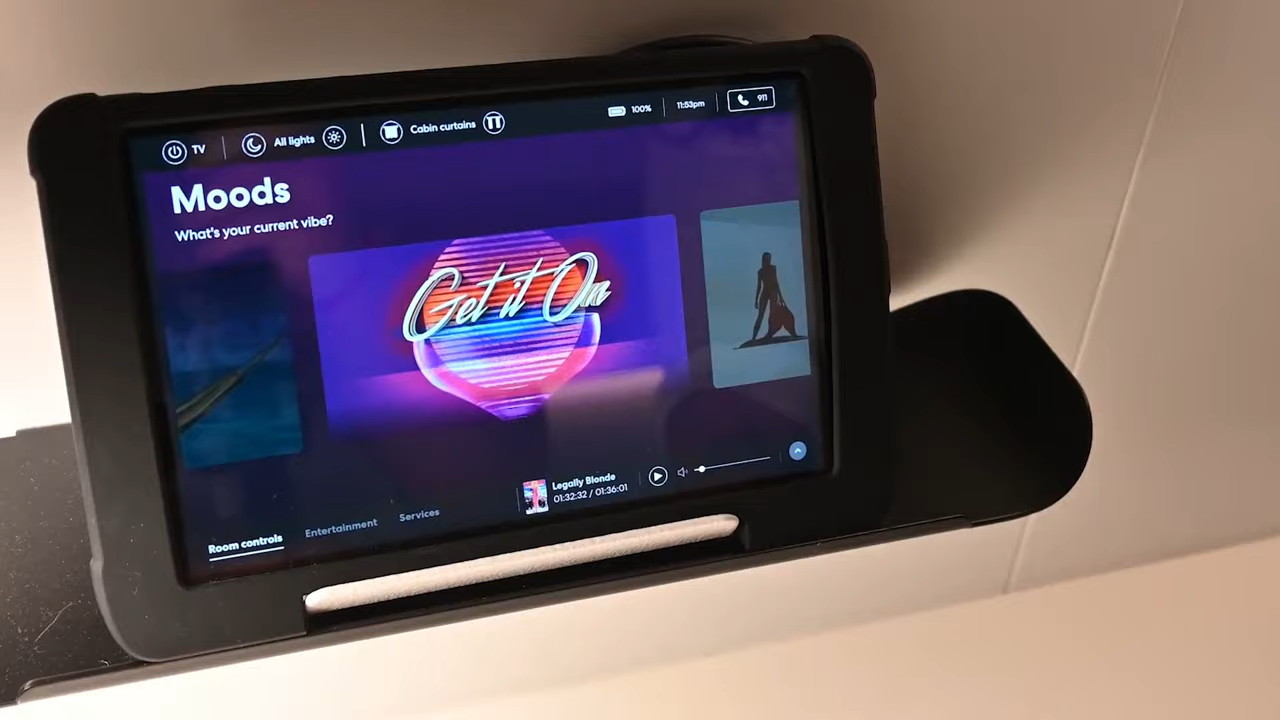 TV All lights Cabin curtains 100% 11:53pm 911
Moods
What's your current vibe?
Get it On
Legally Blonde
01:32:32 / 01:36:01
Room controls Entertainment Services